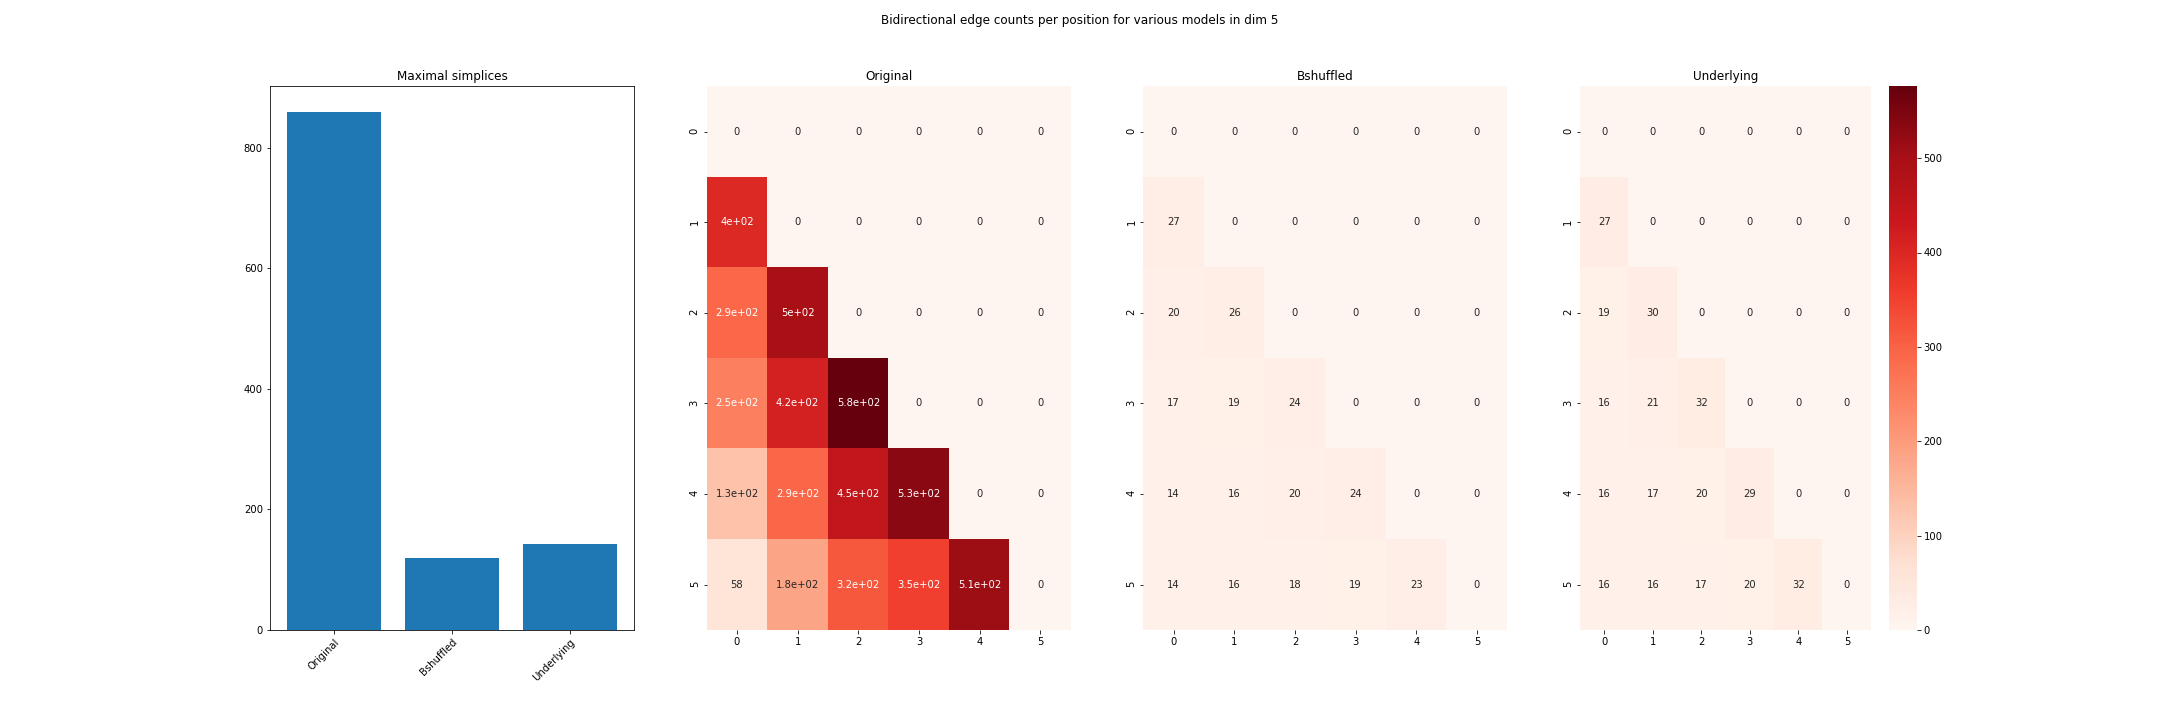 Bidirectional edge counts per position for various models in dim 5
Maximal simplices
800
600
400
200
0
Original
Bshuffled
Underlying
Original
0 0 0 0 0 0 0
1 4e+02 0 0 0 0 0
2 2.9e+02 5e+02 0 0 0 0
3 2.5e+02 4.2e+02 5.8e+02 0 0 0
4 1.3e+02 2.9e+02 4.5e+02 5.3e+02 0 0
5 58 1.8e+02 3.2e+02 3.5e+02 5.1e+02 0
0 1 2 3 4 5
Bshuffled
0 0 0 0 0 0 0
1 27 0 0 0 0 0
2 20 26 0 0 0 0
3 17 19 24 0 0 0
4 14 16 20 24 0 0
5 14 16 18 19 23 0
0 1 2 3 4 5
Underlying
0 0 0 0 0 0 0
1 27 0 0 0 0 0
2 19 30 0 0 0 0
3 16 21 32 0 0 0
4 16 17 20 29 0 0
5 16 16 17 20 32 0
0 1 2 3 4 5
500
400
300
200
100
0